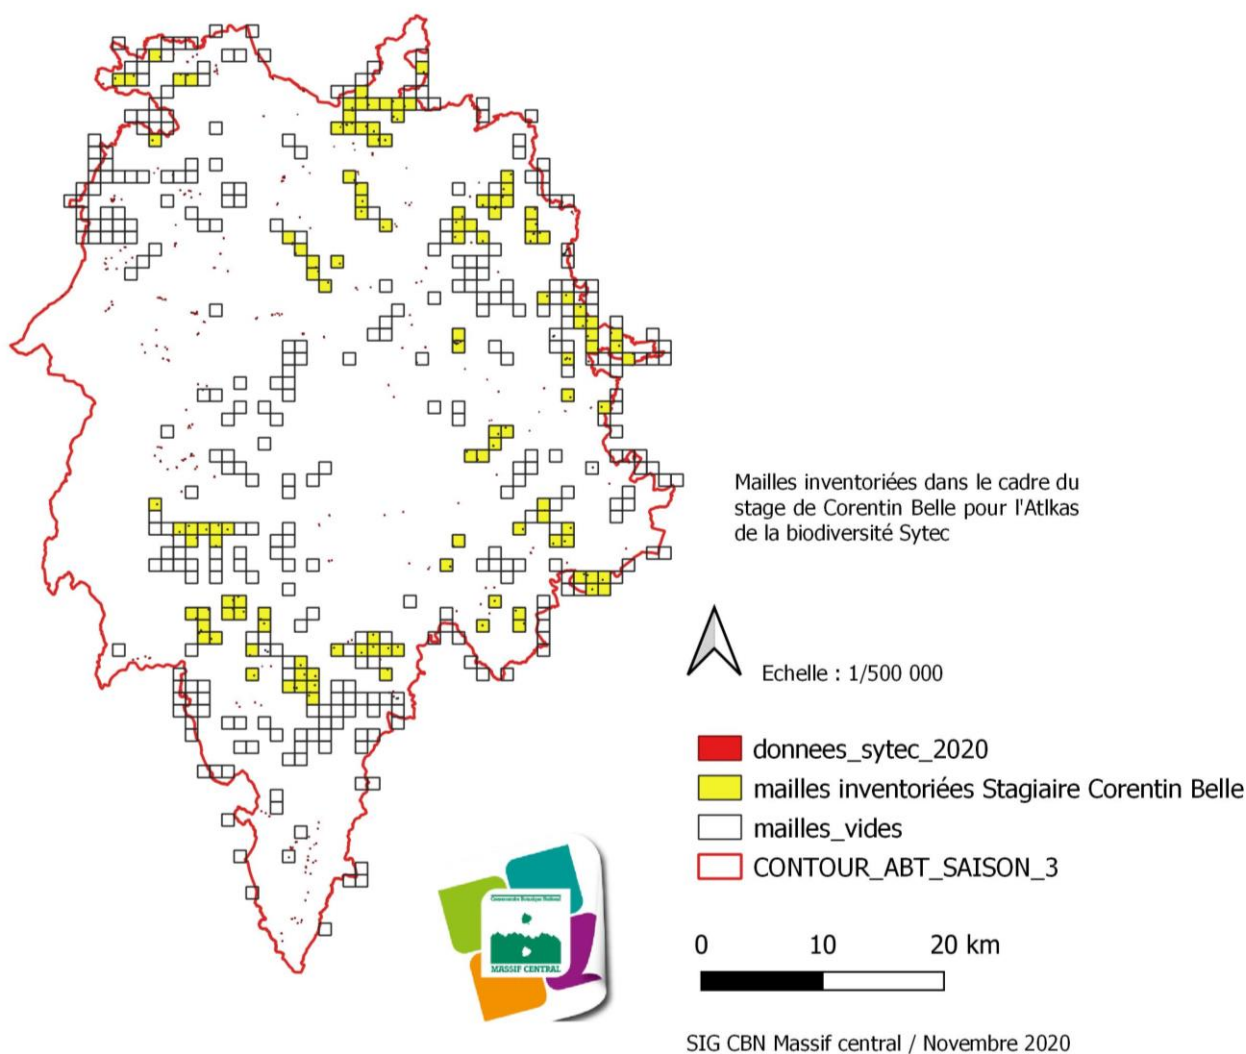 Mailles inventoriées dans le cadre du
stage de Corentin Belle pour l'Atlkas
de la biodiversité Sytec
Echelle : 1/500 000
donnees_sytec_2020
mailles inventoriées Stagiaire Corentin Belle
mailles_vides
CONTOUR_ABT_SAISON_3
0 10 20 km
MASSIF CENTRAL
SIG CBN Massif central / Novembre 2020